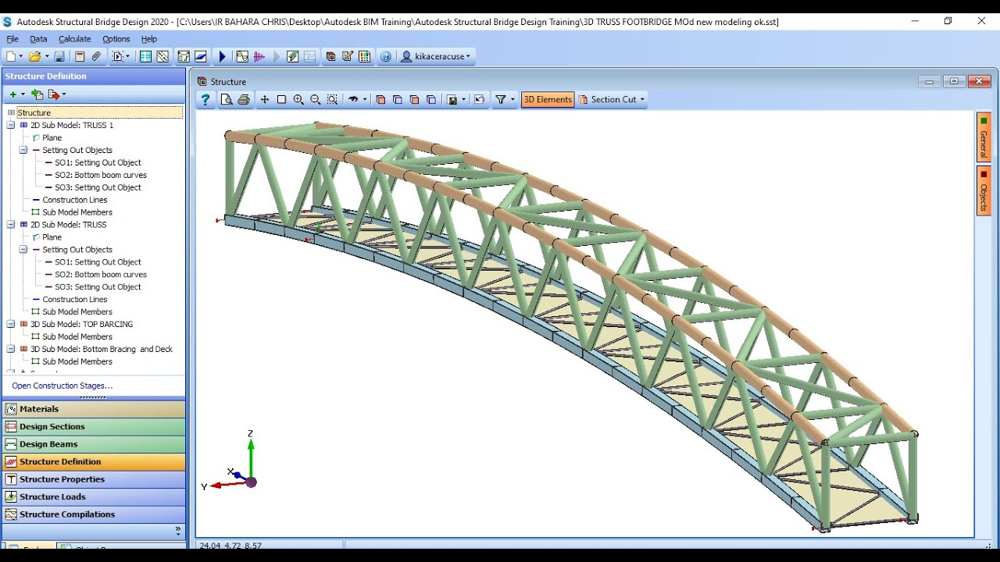 Autodesk Structural Bridge Design 2020 - [C:\Users\IR BAHARA CHRIS\Desktop\Autodesk BIM Training\Autodesk Structural Bridge Design Training\3D TRUSS FOOTBRIDGE MOd new modeling ok.sst]
File Data Calculate Options Help
kikaceracuse
Structure Definition
Structure
2D Sub Model: TRUSS 1
Plane
Setting Out Objects
SO1: Setting Out Object
SO2: Bottom boom curves
SO3: Setting Out Object
Construction Lines
Sub Model Members
2D Sub Model: TRUSS
Plane
Setting Out Objects
SO1: Setting Out Object
SO2: Bottom boom curves
SO3: Setting Out Object
Construction Lines
Sub Model Members
3D Sub Model: TOP BARCING
Sub Model Members
3D Sub Model: Bottom Bracing and Deck
Sub Model Members
Open Construction Stages...
Materials
Design Sections
Design Beams
Structure Definition
Structure Properties
Structure Loads
Structure Compilations
Structure
3D Elements Section Cut
General
Objects
Z
X
Y
24.04 4.72 8.57